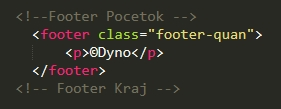 <!--Footer Pocetok -->
<footer class="footer-quan">
<p>©Dyno</p>
</footer>
<!-- Footer Kraj -->